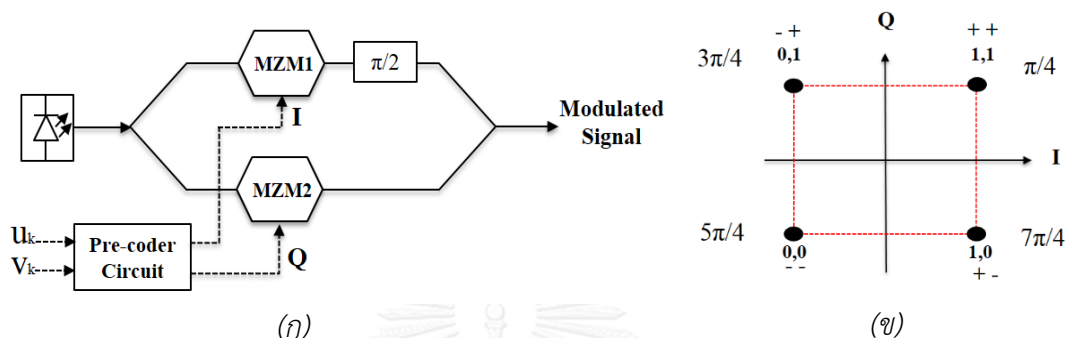 MZM1
π/2
I
Modulated
Signal
MZM2
uₖ
vₖ
Pre-coder
Circuit
Q
(ก)
Q
- +
0,1
3π/4
+ +
1,1
π/4
I
5π/4
0,0
- -
1,0
+ -
7π/4
(ข)